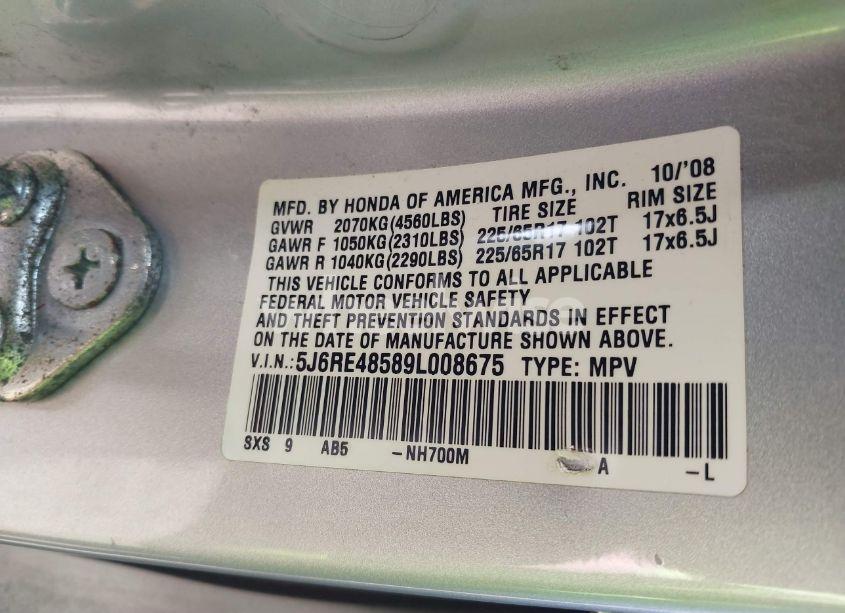 MFD. BY HONDA OF AMERICA MFG., INC. 10/'08
GVWR 2070KG(4560LBS) TIRE SIZE RIM SIZE
GAWR F 1050KG(2310LBS) 225/65R17 102T 17x6.5J
GAWR R 1040KG(2290LBS) 225/65R17 102T 17x6.5J
THIS VEHICLE CONFORMS TO ALL APPLICABLE
FEDERAL MOTOR VEHICLE SAFETY
AND THEFT PREVENTION STANDARDS IN EFFECT
ON THE DATE OF MANUFACTURE SHOWN ABOVE.
V.I.N.: 5J6RE48589L008675 TYPE: MPV
SXS 9 AB5 -NH700M A -L